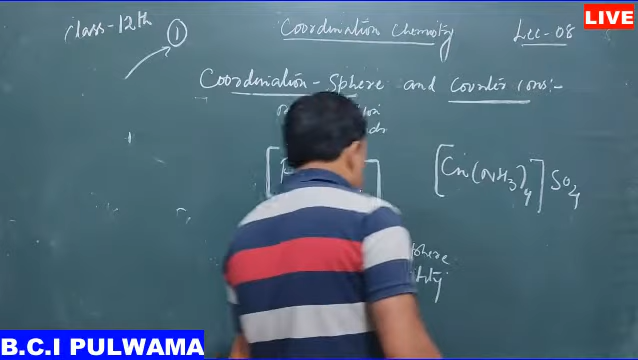 Class-12th ① Coordination Chemistry Lec-08
LIVE
Coordination-Sphere and Counter ions:-
[Cu(NH3)4]SO4
B.C.I PULWAMA